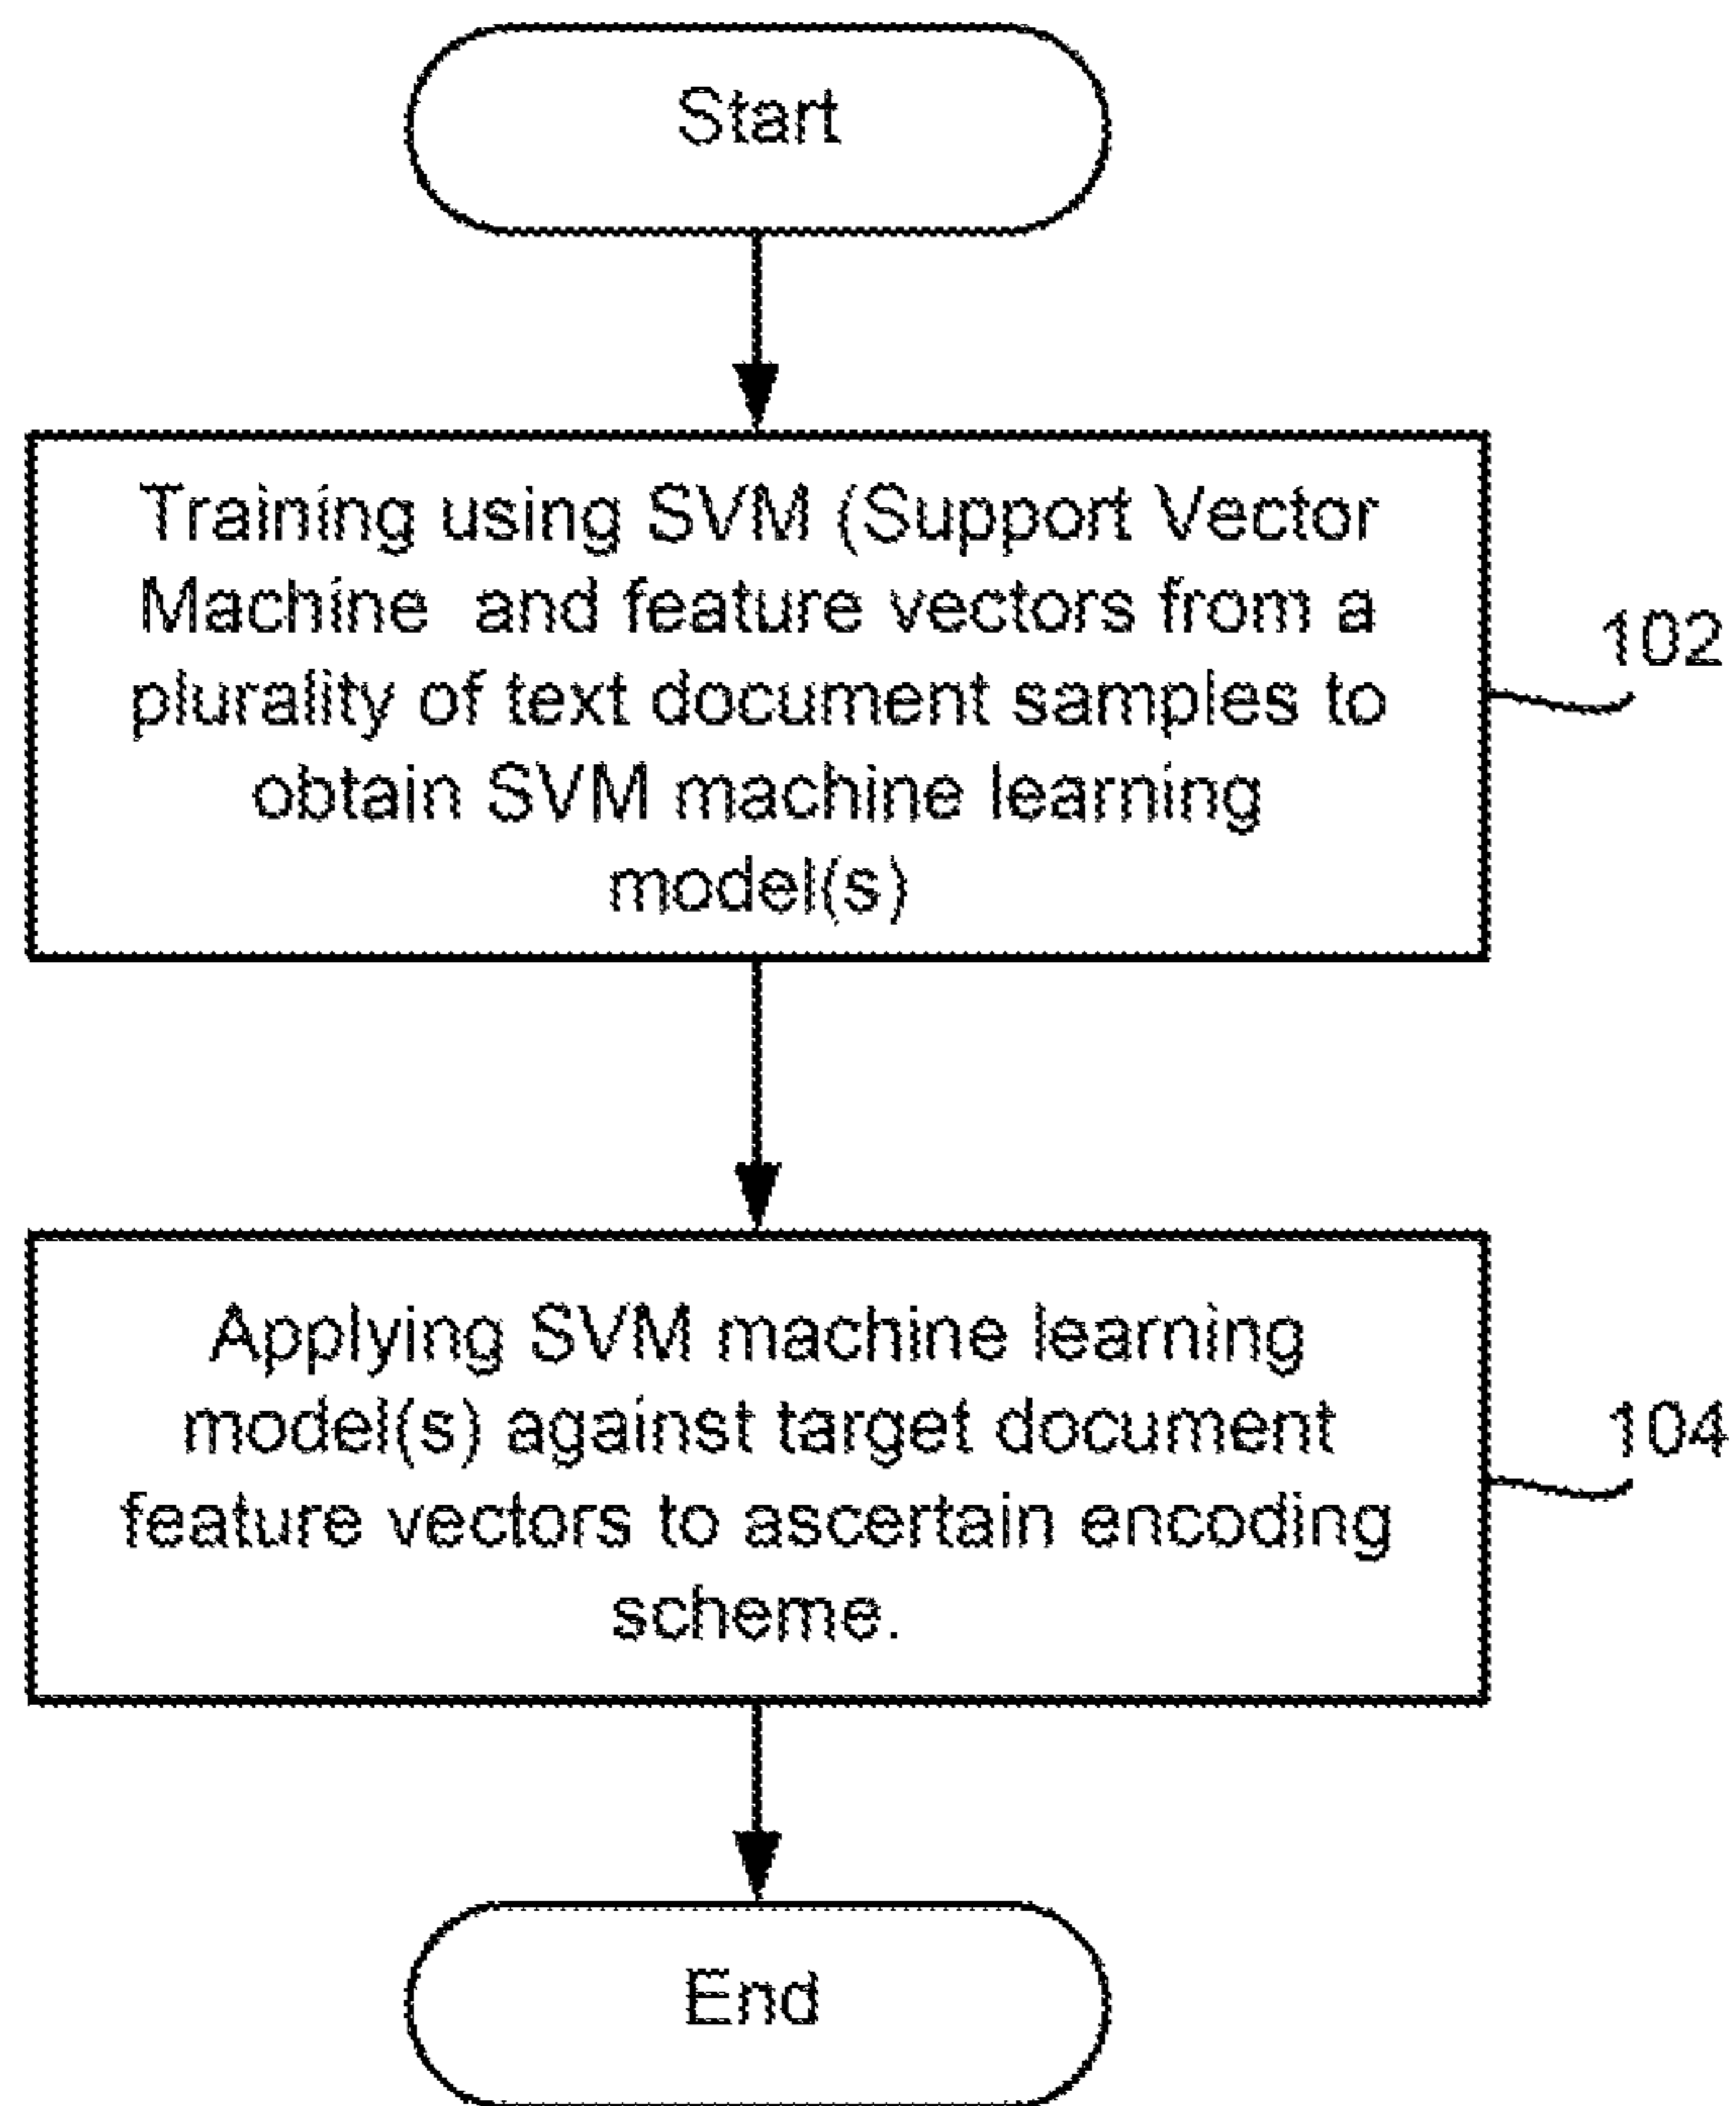 Start
Training using SVM (Support Vector
Machine  and feature vectors from a
plurality of text document samples to
obtain SVM machine learning
model(s)
102
Applying SVM machine learning
model(s) against target document
feature vectors to ascertain encoding
scheme.
104
End